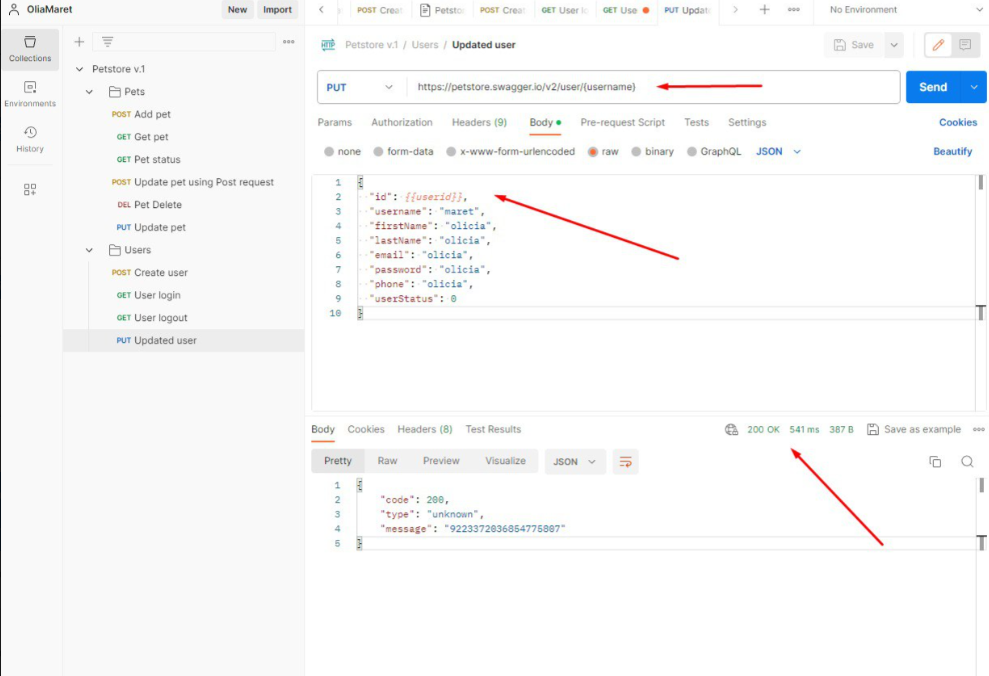 OliaMaret
New
Import
POST Creat
Petsto
POST Creat
GET User lo
GET Use
PUT Updat
No Environment
Collections
Environments
History
Petstore v.1
Pets
POST Add pet
GET Get pet
GET Pet status
POST Update pet using Post request
DEL Pet Delete
PUT Update pet
Users
POST Create user
GET User login
GET User logout
PUT Updated user
HTTP Petstore v.1 / Users / Updated user
Save
PUT
https://petstore.swagger.io/v2/user/{username}
Send
Params Authorization Headers (9) Body Pre-request Script Tests Settings Cookies
none form-data x-www-form-urlencoded raw binary GraphQL JSON Beautify
1 {
2 "id": {{userid}},
3 "username": "maret",
4 "firstName": "olicia",
5 "lastName": "olicia",
6 "email": "olicia",
7 "password": "olicia",
8 "phone": "olicia",
9 "userStatus": 0
10 }
Body Cookies Headers (8) Test Results 200 OK 541 ms 387 B Save as example
Pretty Raw Preview Visualize JSON
1 {
2 "code": 200,
3 "type": "unknown",
4 "message": "9223372036854775807"
5 }